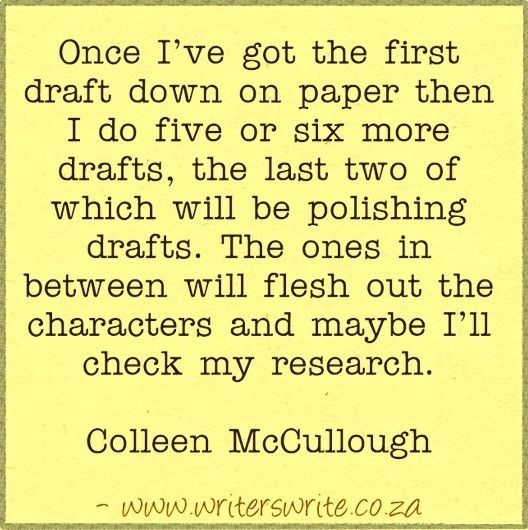 Once I’ve got the first
draft down on paper then
I do five or six more
drafts, the last two of
which will be polishing
drafts. The ones in
between will flesh out the
characters and maybe I’ll
check my research.
Colleen McCullough
- www.writerswrite.co.za